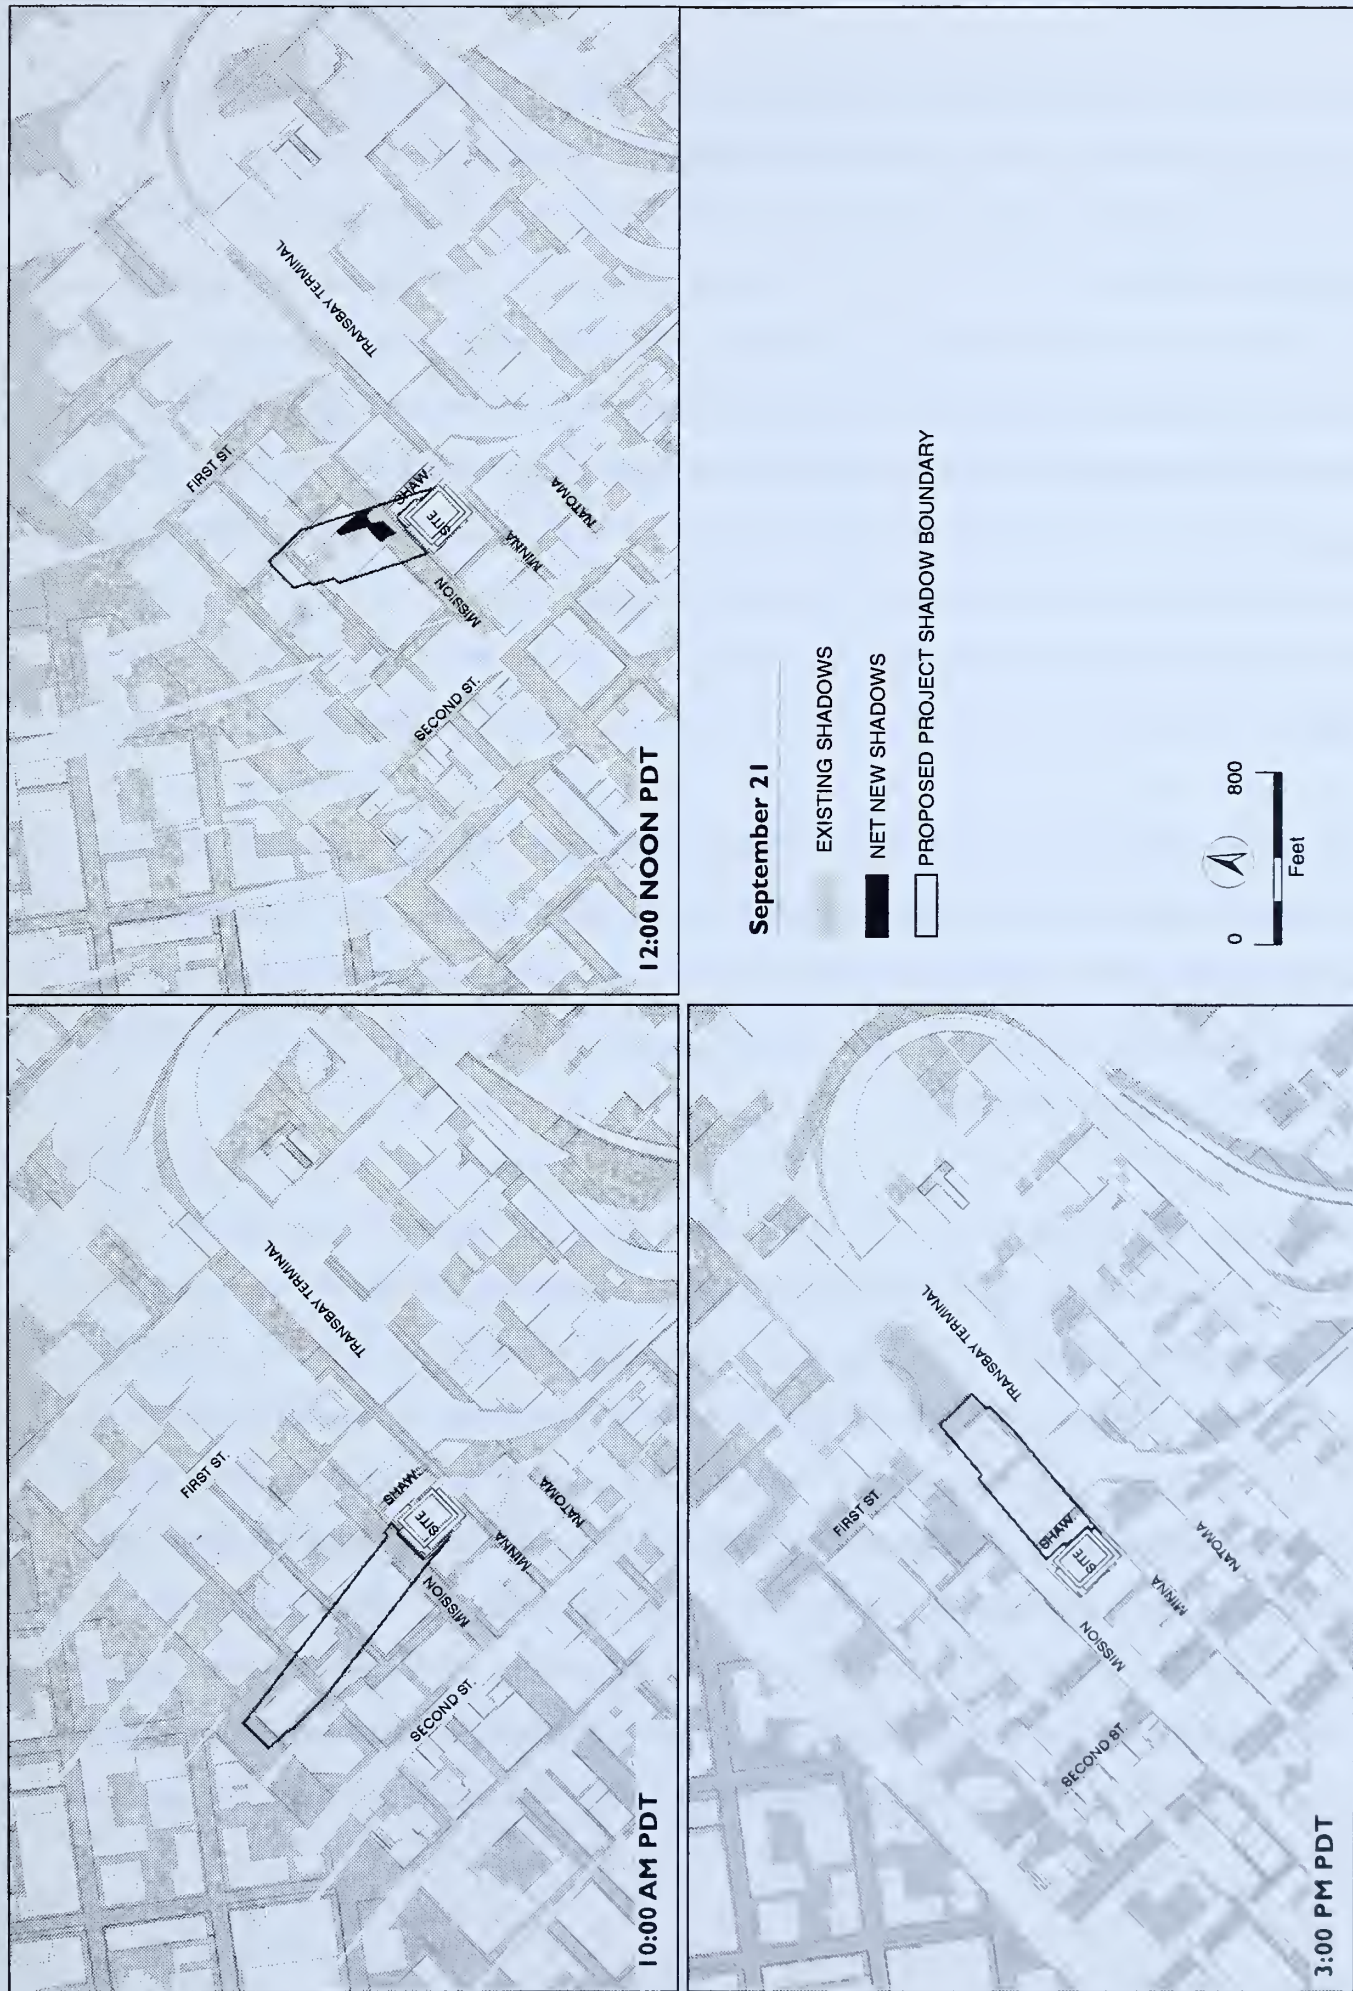 FIRST ST.
TRANSBAY TERMINAL
SHAW
SITE
MISSION
MINNA
NATOMA
SECOND ST.
10:00 AM PDT
FIRST ST.
TRANSBAY TERMINAL
SHAW
SITE
MISSION
MINNA
NATOMA
SECOND ST.
12:00 NOON PDT
FIRST ST.
TRANSBAY TERMINAL
SHAW
SITE
MISSION
MINNA
NATOMA
SECOND ST.
3:00 PM PDT
September 21
EXISTING SHADOWS
NET NEW SHADOWS
PROPOSED PROJECT SHADOW BOUNDARY
0 800
Feet